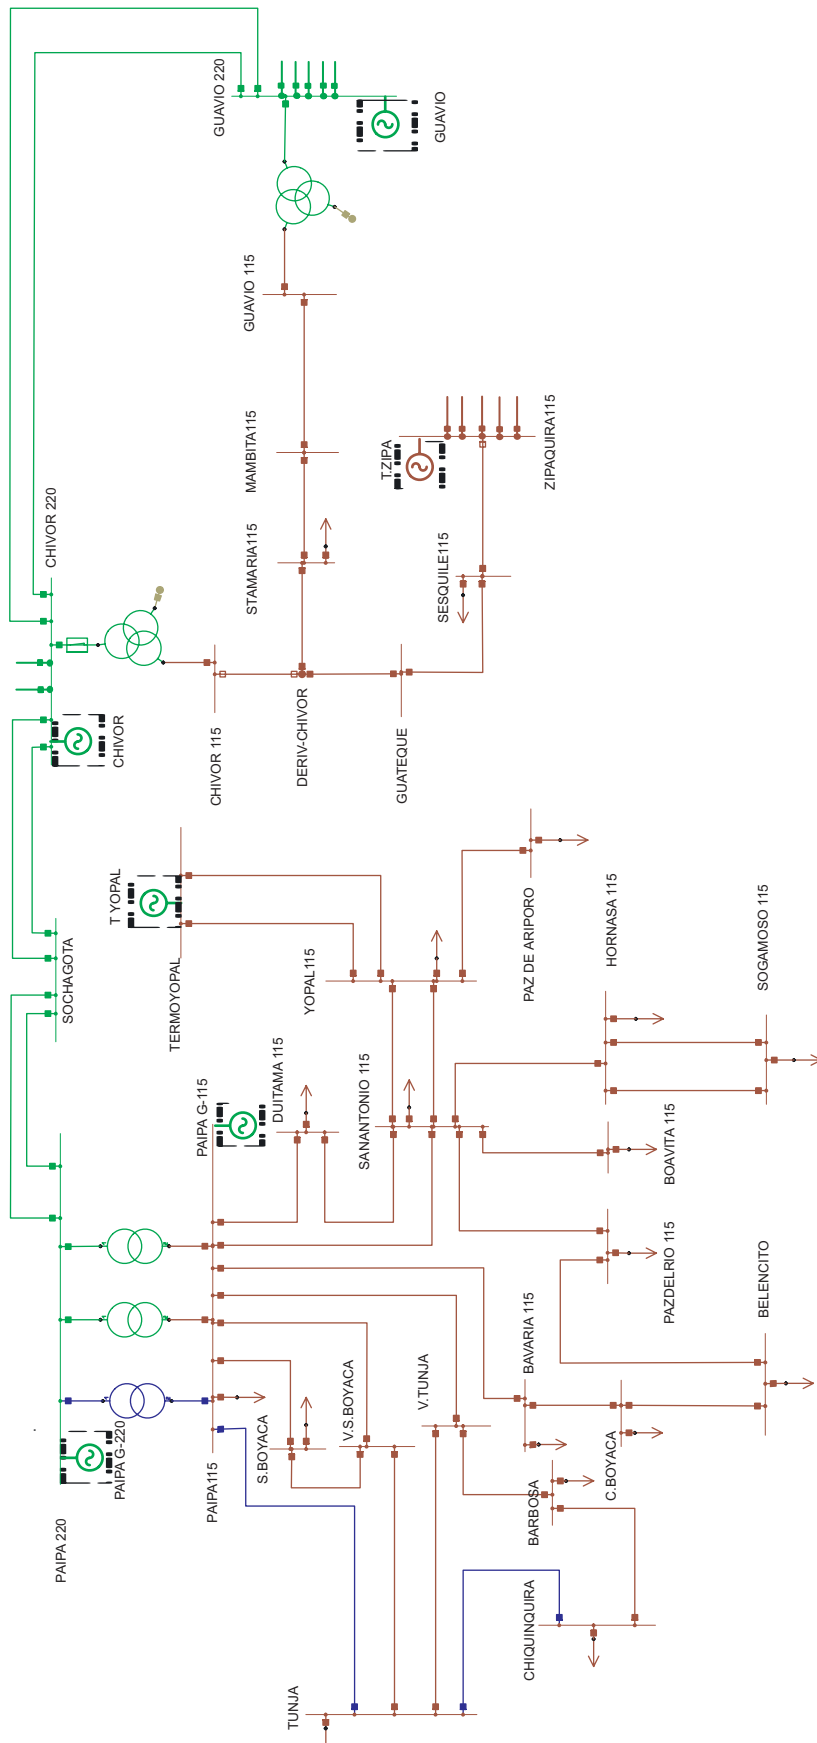 GUAVIO 220
GUAVIO
GUAVIO 115
MAMBITA115
T.ZIPA
ZIPAQUIRA115
CHIVOR 220
STAMARIA115
SESQUILE115
CHIVOR
CHIVOR 115
DERIV-CHIVOR
GUATEQUE
T YOPAL
SOCHAGOTA
TERMOYOPAL
YOPAL115
PAZ DE ARIPORO
HORNASA 115
SOGAMOSO 115
PAIPA G-115
DUITAMA 115
SANANTONIO 115
BOAVITA 115
PAZDELRIO 115
BELENCITO
BAVARIA 115
V.TUNJA
V.S.BOYACA
S.BOYACA
C.BOYACA
PAIPA G-220
PAIPA115
PAIPA 220
BARBOSA
CHIQUINQUIRA
TUNJA